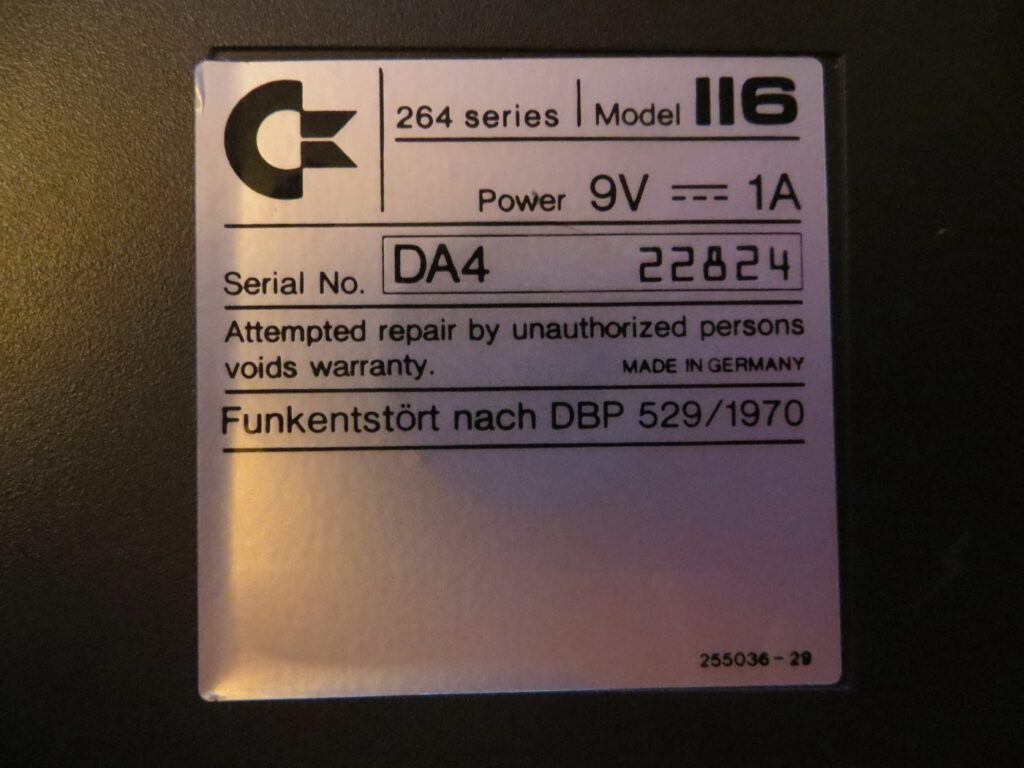 264 series | Model 116
Power 9V ⎓ 1A
Serial No. DA4 22824
Attempted repair by unauthorized persons
voids warranty. MADE IN GERMANY
Funkentstört nach DBP 529/1970
255036-29